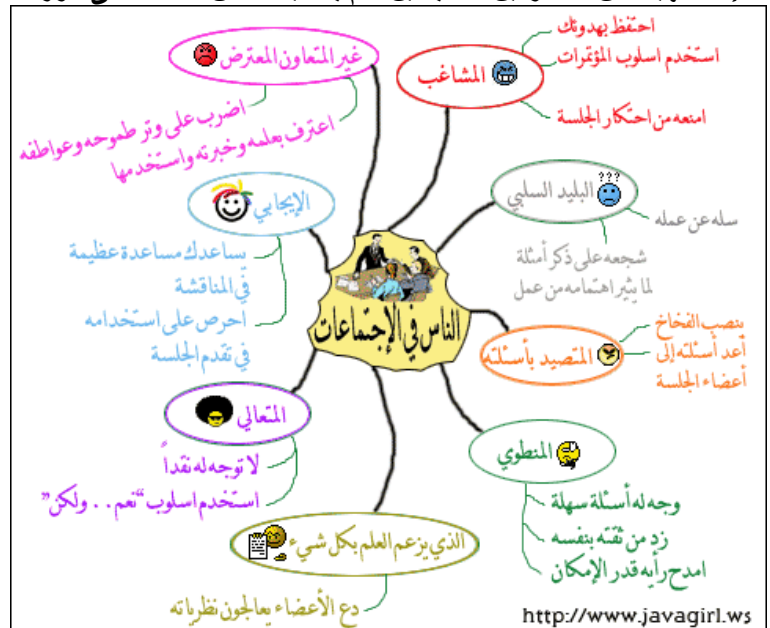 احتفظ بهدوئك
استخدم اسلوب المؤتمرات
امنعه من احتكار الجلسة
المشاغب
غير المتعاون المعترض
اضرب على وتر طموحه وعواطفه
اعترف بعلمه وخبرته واستخدمها
البليد السلبي
???
سله عن عمله
شجعه على ذكر أمثلة
لما يثير اهتمامه من عمل
الإيجابي
يساعدك مساعدة عظيمة
في المناقشة
احرص على استخدامه
في تقدم الجلسة
الناس في الإجتماعات
المتصيد بأسئلته
ينصب الفخاخ
أعد أسئلته إلى
أعضاء الجلسة
المتعالي
لا توجه له نقداً
استخدم اسلوب "نعم . . ولكن"
المنطوي
وجه له أسئلة سهلة
زد من ثقته بنفسه
امدح رأيه قدر الإمكان
الذي يزعم العلم بكل شيء
دع الأعضاء يعالجون نظرياته
http://www.javagirl.ws